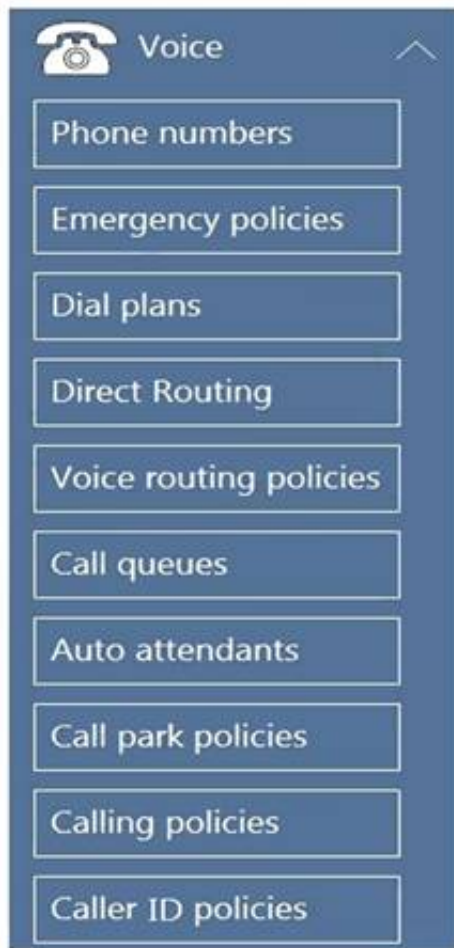 Voice
Phone numbers
Emergency policies
Dial plans
Direct Routing
Voice routing policies
Call queues
Auto attendants
Call park policies
Calling policies
Caller ID policies